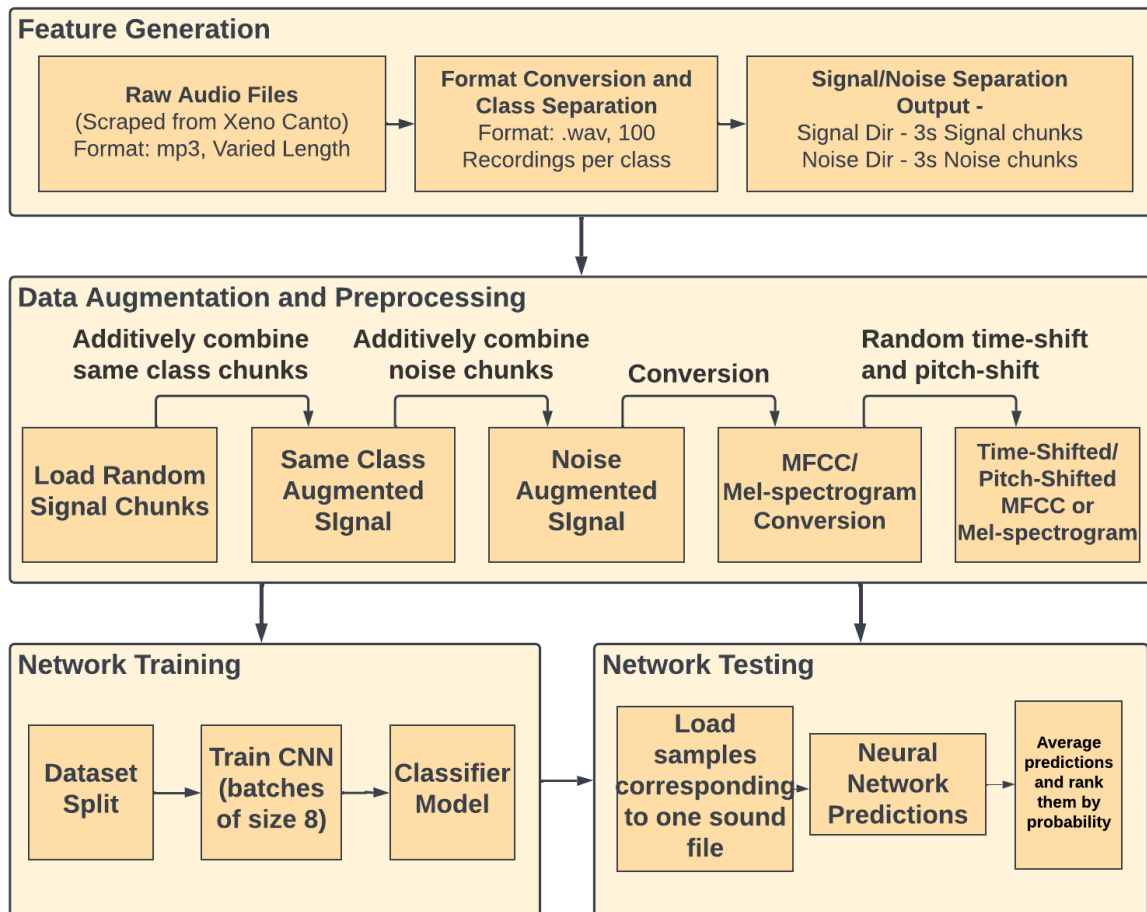 Feature Generation
Raw Audio Files
(Scraped from Xeno Canto)
Format: mp3, Varied Length
Format Conversion and
Class Separation
Format: .wav, 100
Recordings per class
Signal/Noise Separation
Output -
Signal Dir - 3s Signal chunks
Noise Dir - 3s Noise chunks
Data Augmentation and Preprocessing
Additively combine
same class chunks
Additively combine
noise chunks
Conversion
Random time-shift
and pitch-shift
Load Random
Signal Chunks
Same Class
Augmented
SIgnal
Noise
Augmented
SIgnal
MFCC/
Mel-spectrogram
Conversion
Time-Shifted/
Pitch-Shifted
MFCC or
Mel-spectrogram
Network Training
Dataset
Split
Train CNN
(batches
of size 8)
Classifier
Model
Network Testing
Load
samples
corresponding
to one sound
file
Neural
Network
Predictions
Average
predictions
and rank
them by
probability